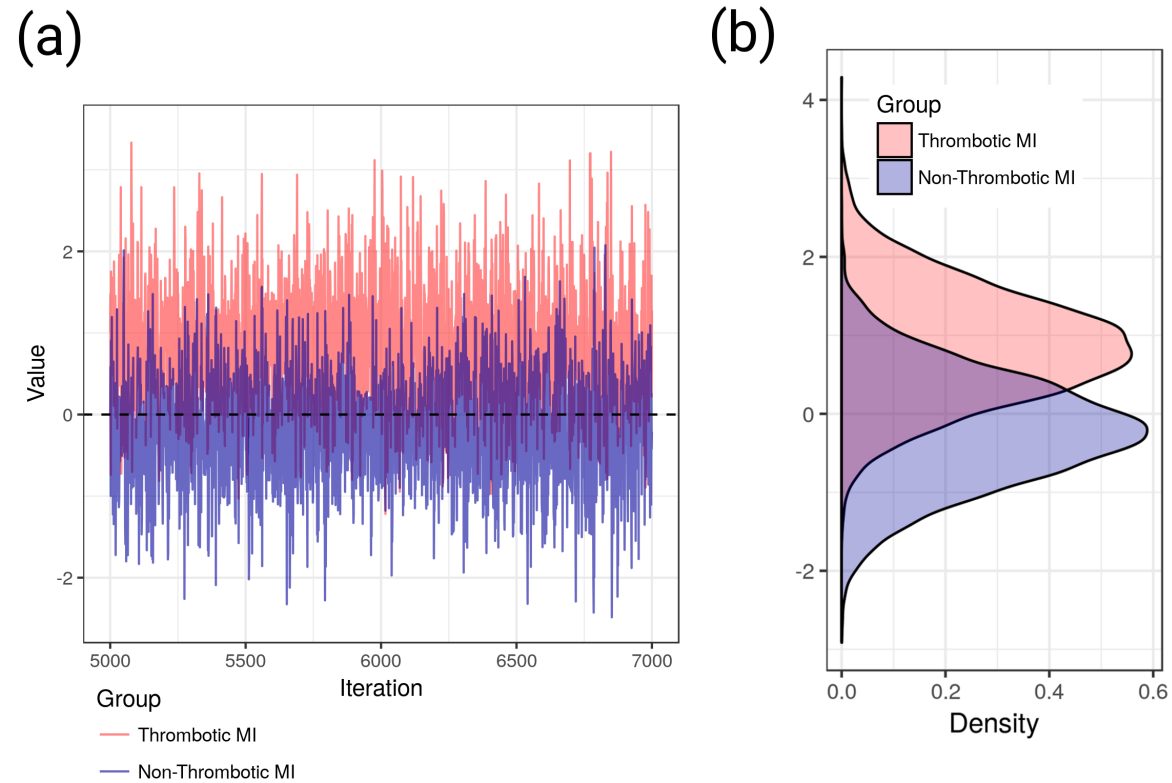 (a)
Value
2
0
-2
5000 5500 6000 6500 7000
Iteration
Group
Thrombotic MI
Non-Thrombotic MI
(b)
Group
Thrombotic MI
Non-Thrombotic MI
4
2
0
-2
0.0 0.2 0.4 0.6
Density